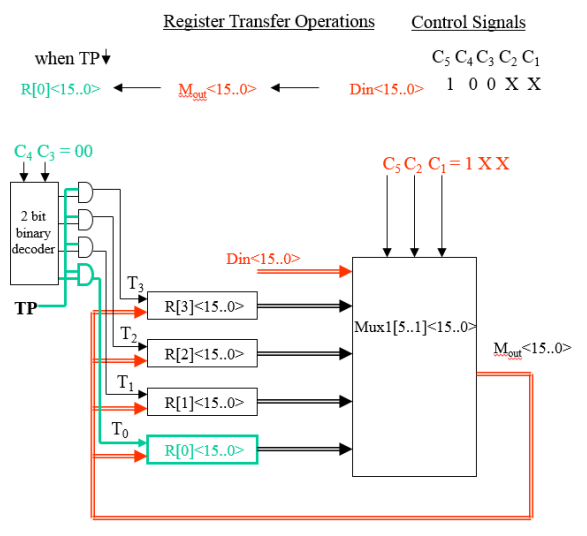 Register Transfer Operations
Control Signals
when TP
C5 C4 C3 C2 C1
R[0]<15..0>
Mout<15..0>
Din<15..0>
1 0 0 X X
C4 C3 = 00
C5 C2 C1 = 1 X X
2 bit
binary
decoder
Din<15..0>
TP
T3
R[3]<15..0>
Mux1[5..1]<15..0>
T2
R[2]<15..0>
Mout<15..0>
T1
R[1]<15..0>
T0
R[0]<15..0>